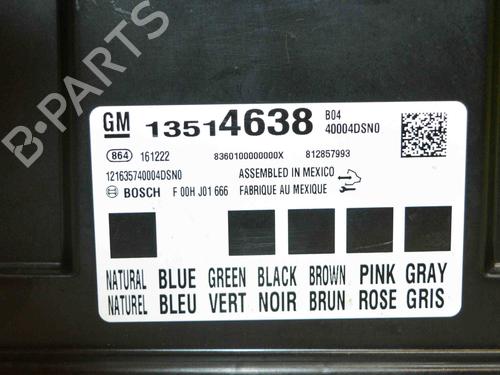 B-PARTS
GM 13514638 B04
40004DSN0
864 161222 8360100000000X 812857993
121635740004DSN0 ASSEMBLED IN MEXICO
BOSCH F 00H J01 666 FABRIQUE AU MEXIQUE
NATURAL BLUE GREEN BLACK BROWN PINK GRAY
NATUREL BLEU VERT NOIR BRUN ROSE GRIS